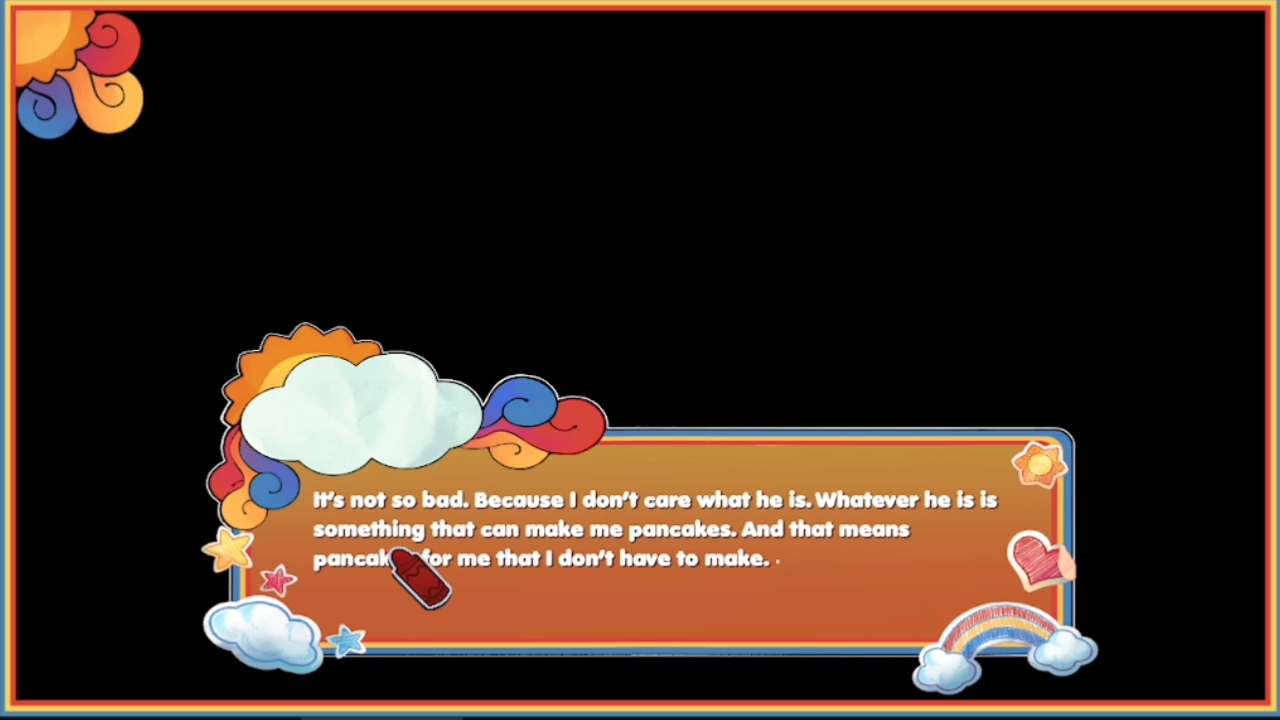 It's not so bad. Because I don't care what he is. Whatever he is is
something that can make me pancakes. And that means
for me that I don't have to make.